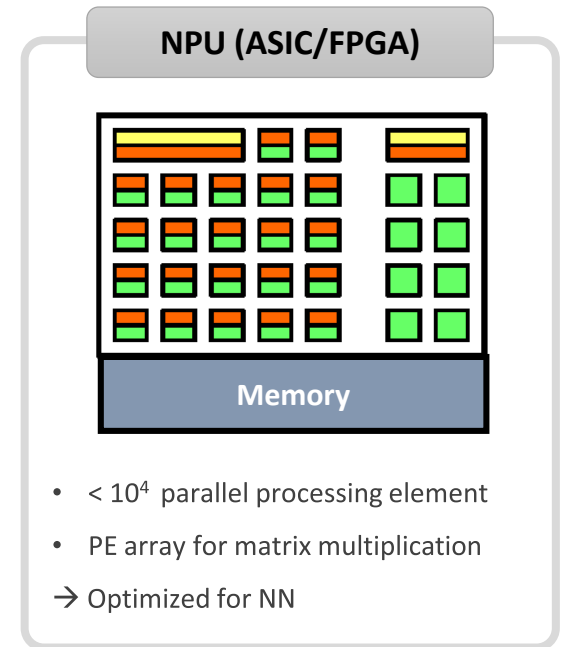 NPU (ASIC/FPGA)
Memory
• < 10⁴ parallel processing element
• PE array for matrix multiplication
→ Optimized for NN